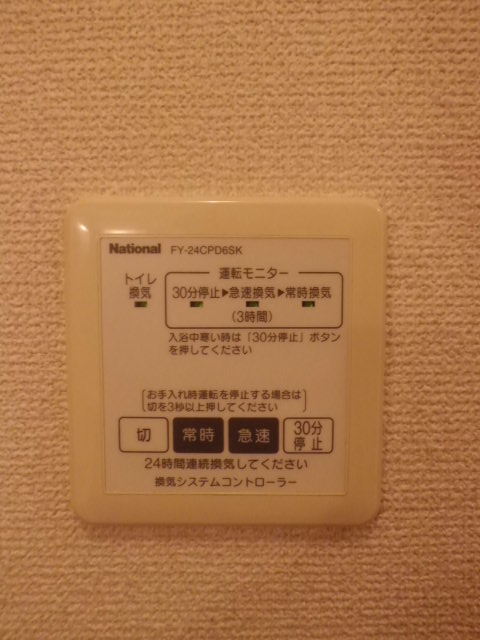 National FY-24CPD6SK
トイレ
換気
運転モニター
30分停止▶急速換気▶常時換気
(3時間)
入浴中寒い時は「30分停止」ボタン
を押してください
お手入れ時運転を停止する場合は
切を3秒以上押してください
切 常時 急速 30分
停止
24時間連続換気してください
換気システムコントローラー